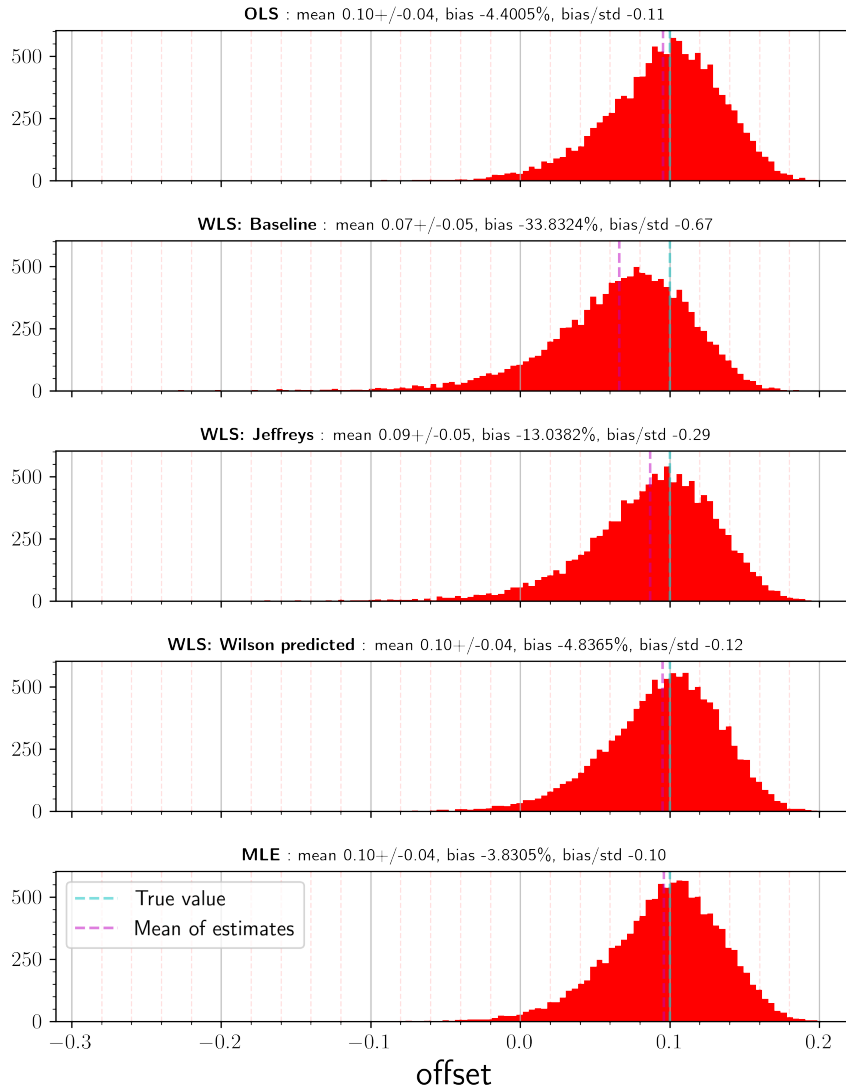 OLS : mean 0.10+/-0.04, bias -4.4005%, bias/std -0.11
500
250
0
WLS: Baseline : mean 0.07+/-0.05, bias -33.8324%, bias/std -0.67
500
250
0
WLS: Jeffreys : mean 0.09+/-0.05, bias -13.0382%, bias/std -0.29
500
250
0
WLS: Wilson predicted : mean 0.10+/-0.04, bias -4.8365%, bias/std -0.12
500
250
0
MLE : mean 0.10+/-0.04, bias -3.8305%, bias/std -0.10
500
250
0
True value
Mean of estimates
−0.3 −0.2 −0.1 0.0 0.1 0.2
offset